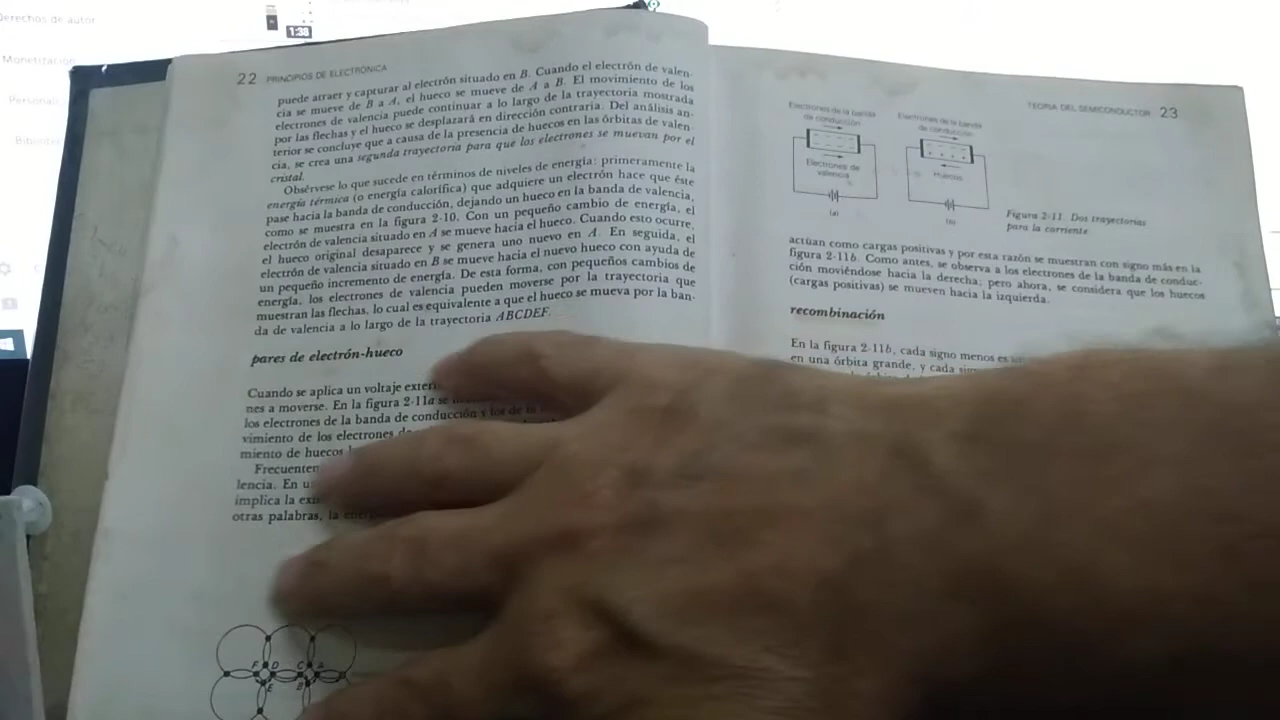 Derechos de autor
Monetización
1:38
22 PRINCIPIOS DE ELECTRÓNICA
puede atraer y capturar al electrón situado en B. Cuando el electrón de valen-
cia se mueve de B a A, el hueco se mueve de A a B. El movimiento de los
electrones de valencia puede continuar a lo largo de la trayectoria mostrada
por las flechas y el hueco se desplazará en dirección contraria. Del análisis an-
terior se concluye que a causa de la presencia de huecos en las órbitas de valen-
cia, se crea una segunda trayectoria para que los electrones se muevan por el
cristal.
Obsérvese lo que sucede en términos de niveles de energía: primeramente la
energía térmica (o energía calorífica) que adquiere un electrón hace que éste
pase hacia la banda de conducción, dejando un hueco en la banda de valencia,
como se muestra en la figura 2-10. Con un pequeño cambio de energía, el
electrón de valencia situado en A se mueve hacia el hueco. Cuando esto ocurre,
el hueco original desaparece y se genera uno nuevo en A. En seguida, el
electrón de valencia situado en B se mueve hacia el nuevo hueco con ayuda de
un pequeño incremento de energía. De esta forma, con pequeños cambios de
energía, los electrones de valencia pueden moverse por la trayectoria que
muestran las flechas, lo cual es equivalente a que el hueco se mueva por la ban-
da de valencia a lo largo de la trayectoria ABCDEF.
pares de electrón-hueco
Cuando se aplica un voltaje
nes a moverse. En la figura 2-11a se
los electrones de la banda de conducción y los de la
vimiento de los electrones
miento de huecos
lencia. En
implica la
otras palabras, la
F D C A
E B
TEORIA DEL SEMICONDUCTOR 23
Electrones de la banda
de conducción
Electrones de
valencia
(a)
Electrones de la banda
de conducción
Huecos
(b)
Figura 2-11. Dos trayectorias
para la corriente
actúan como cargas positivas y por esta razón se muestran con signo más en la
figura 2-11b. Como antes, se observa a los electrones de la banda de conduc-
ción moviéndose hacia la derecha, pero ahora, se considera que los huecos
(cargas positivas) se mueven hacia la izquierda.
recombinación
En la figura 2-11b, cada signo menos es
en una órbita grande, y cada